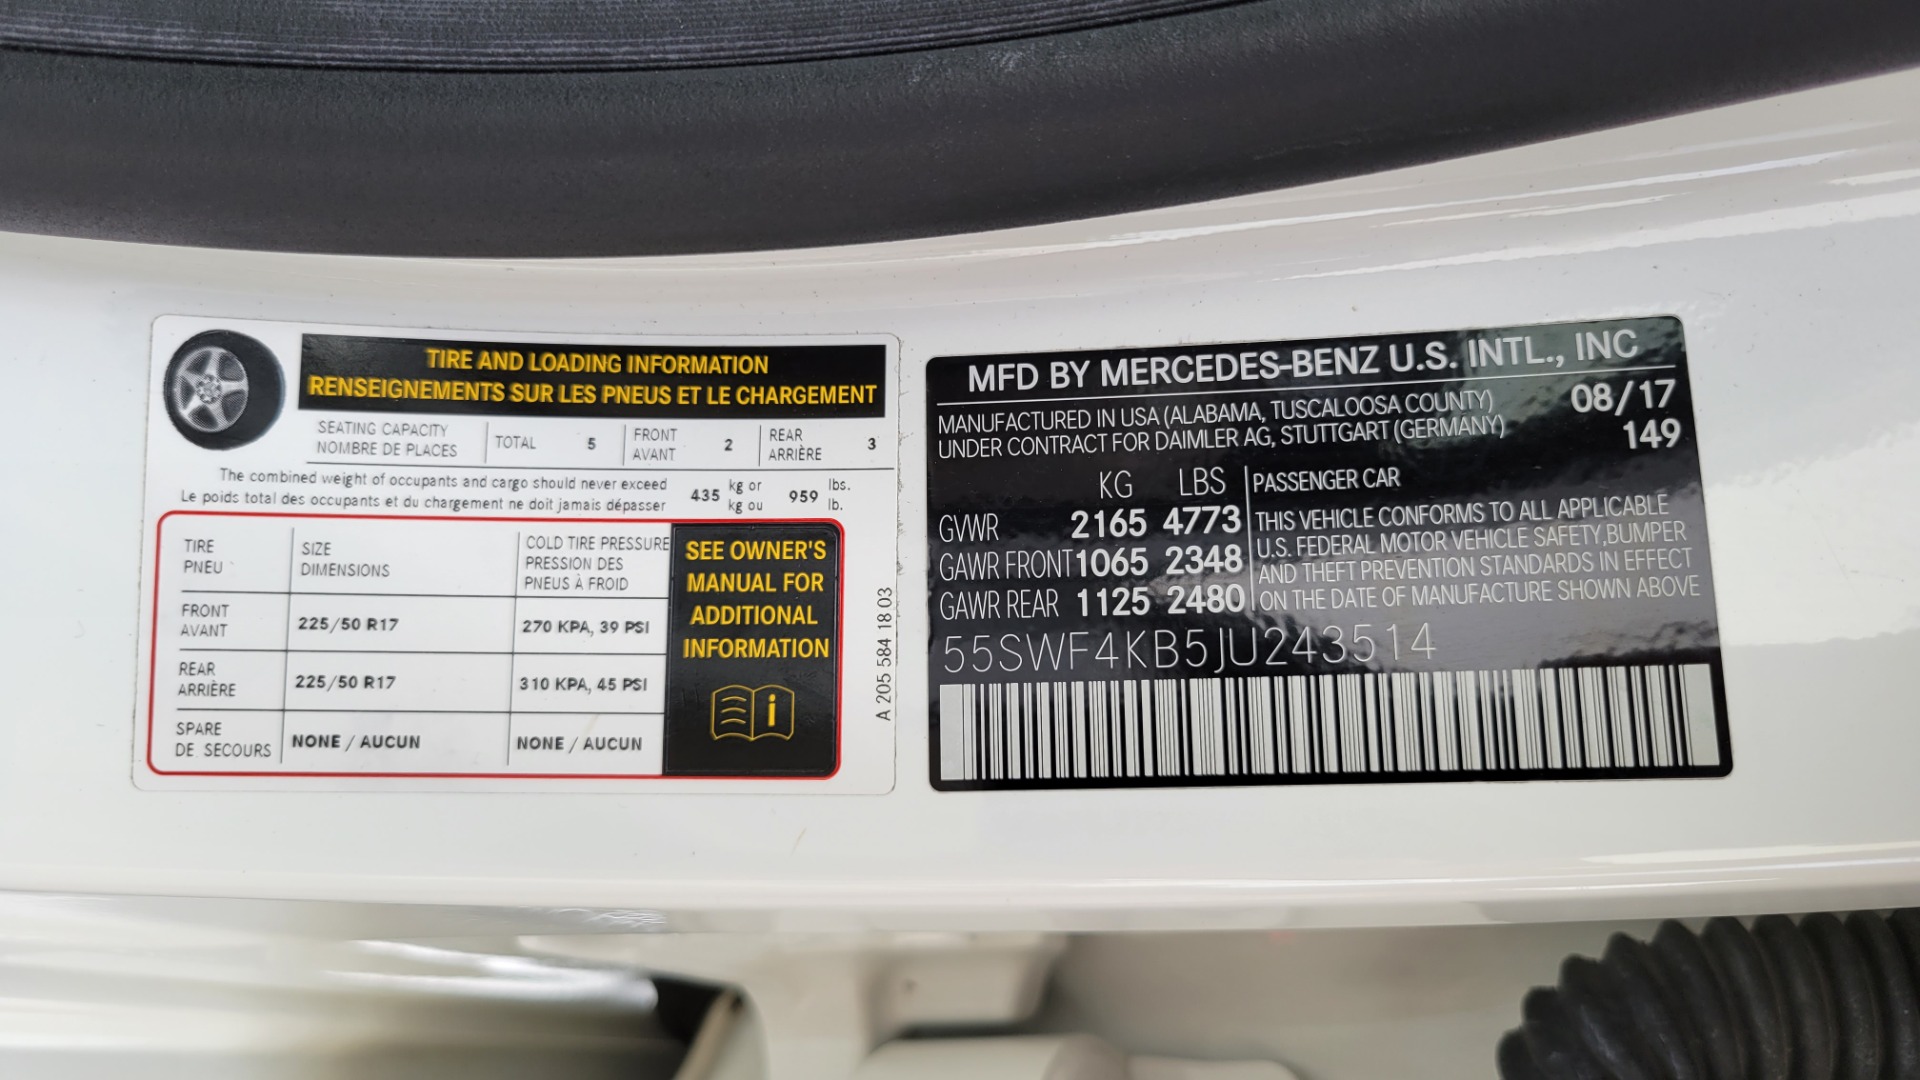 TIRE AND LOADING INFORMATION
RENSEIGNEMENTS SUR LES PNEUS ET LE CHARGEMENT
SEATING CAPACITY
NOMBRE DE PLACES
TOTAL 5
FRONT
AVANT
2
REAR
ARRIÈRE
3
The combined weight of occupants and cargo should never exceed
Le poids total des occupants et du chargement ne doit jamais dépasser
435
kg or
kg ou
959
lbs.
lb.
TIRE
PNEU
SIZE
DIMENSIONS
COLD TIRE PRESSURE
PRESSION DES
PNEUS À FROID
FRONT
AVANT
225/50 R17
270 KPA, 39 PSI
REAR
ARRIÈRE
225/50 R17
310 KPA, 45 PSI
SPARE
DE SECOURS
NONE / AUCUN
NONE / AUCUN
SEE OWNER'S
MANUAL FOR
ADDITIONAL
INFORMATION
i
A 205 584 18 03
MFD BY MERCEDES-BENZ U.S. INTL., INC
MANUFACTURED IN USA (ALABAMA, TUSCALOOSA COUNTY)
UNDER CONTRACT FOR DAIMLER AG, STUTTGART (GERMANY)
08/17
149
KG LBS
GVWR 2165 4773
GAWR FRONT 1065 2348
GAWR REAR 1125 2480
PASSENGER CAR
THIS VEHICLE CONFORMS TO ALL APPLICABLE
U.S. FEDERAL MOTOR VEHICLE SAFETY,BUMPER
AND THEFT PREVENTION STANDARDS IN EFFECT
ON THE DATE OF MANUFACTURE SHOWN ABOVE
55SWF4KB5JU243514